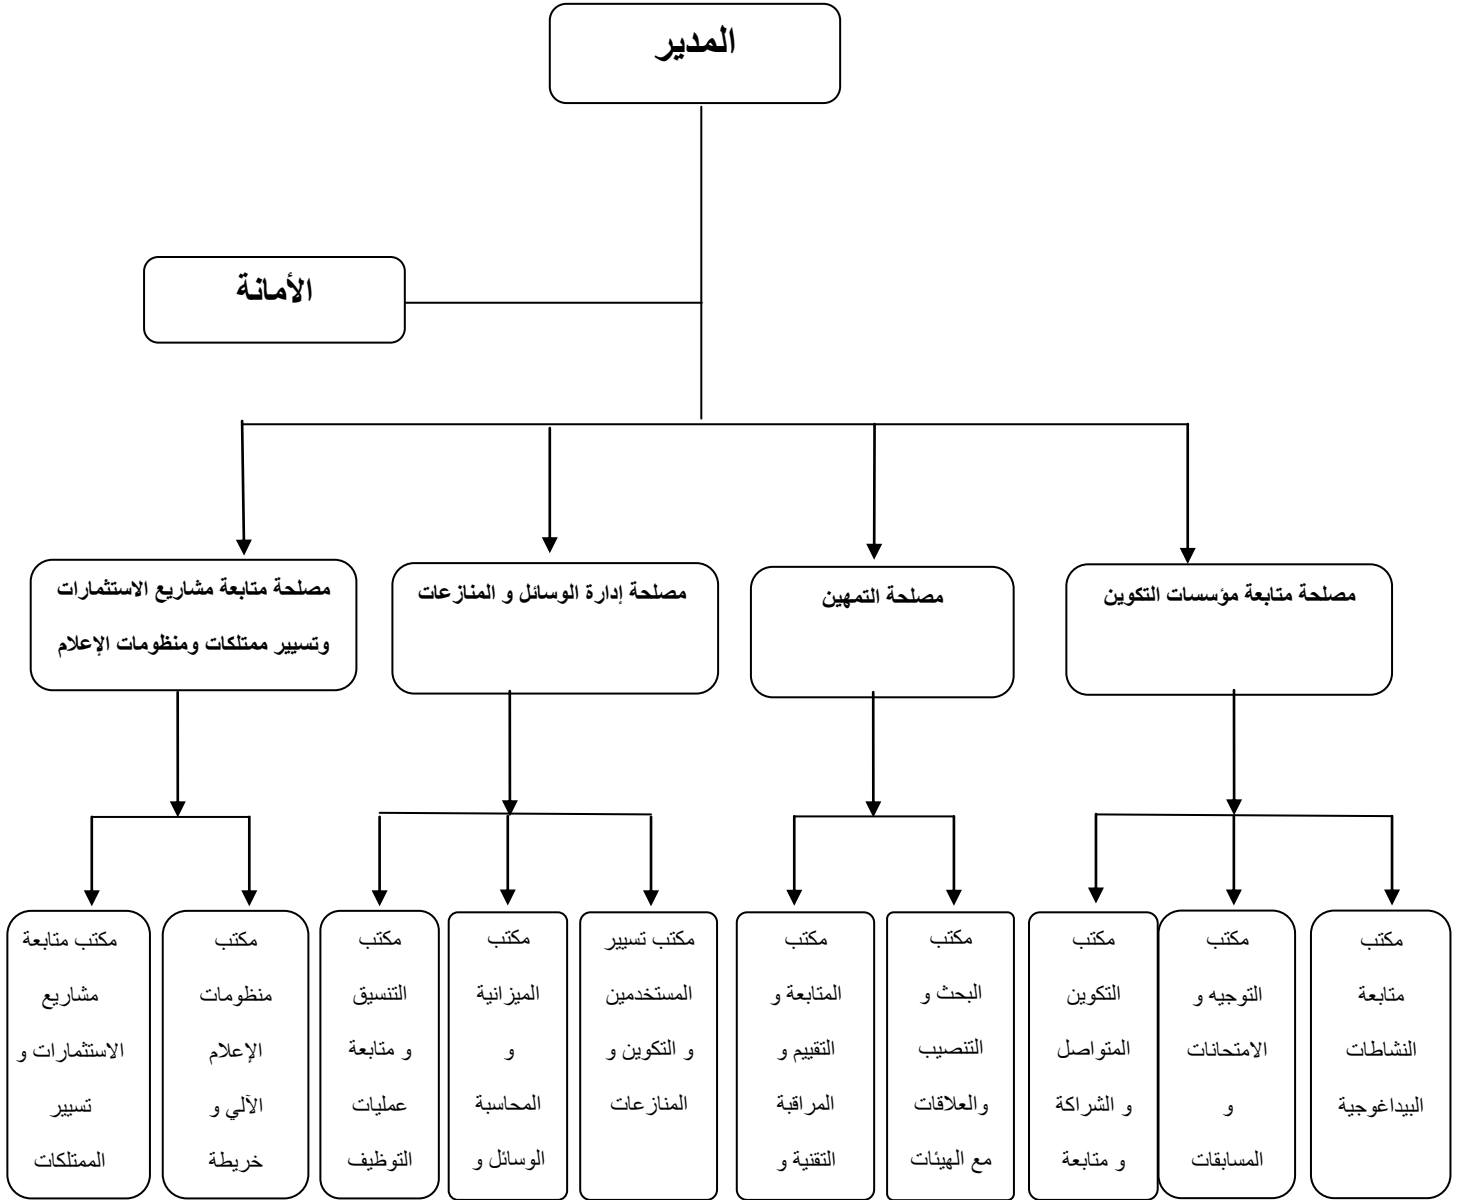 المدير
الأمانة
مصلحة متابعة مؤسسات التكوين
مصلحة التمهين
مصلحة إدارة الوسائل و المنازعات
مصلحة متابعة مشاريع الاستثمارات
وتسيير ممتلكات ومنظومات الإعلام
مكتب
متابعة
النشاطات
البيداغوجية
مكتب
التوجيه و
الامتحانات
و
المسابقات
مكتب
التكوين
المتواصل
و الشراكة
و متابعة
مكتب
البحث و
التنصيب
والعلاقات
مع الهيئات
مكتب
المتابعة و
التقييم و
المراقبة
التقنية و
مكتب تسيير
المستخدمين
و التكوين و
المنازعات
مكتب
الميزانية
و
المحاسبة
الوسائل و
مكتب
التنسيق
و متابعة
عمليات
التوظيف
مكتب
منظومات
الإعلام
الآلي و
خريطة
مكتب متابعة
مشاريع
الاستثمارات و
تسيير
الممتلكات